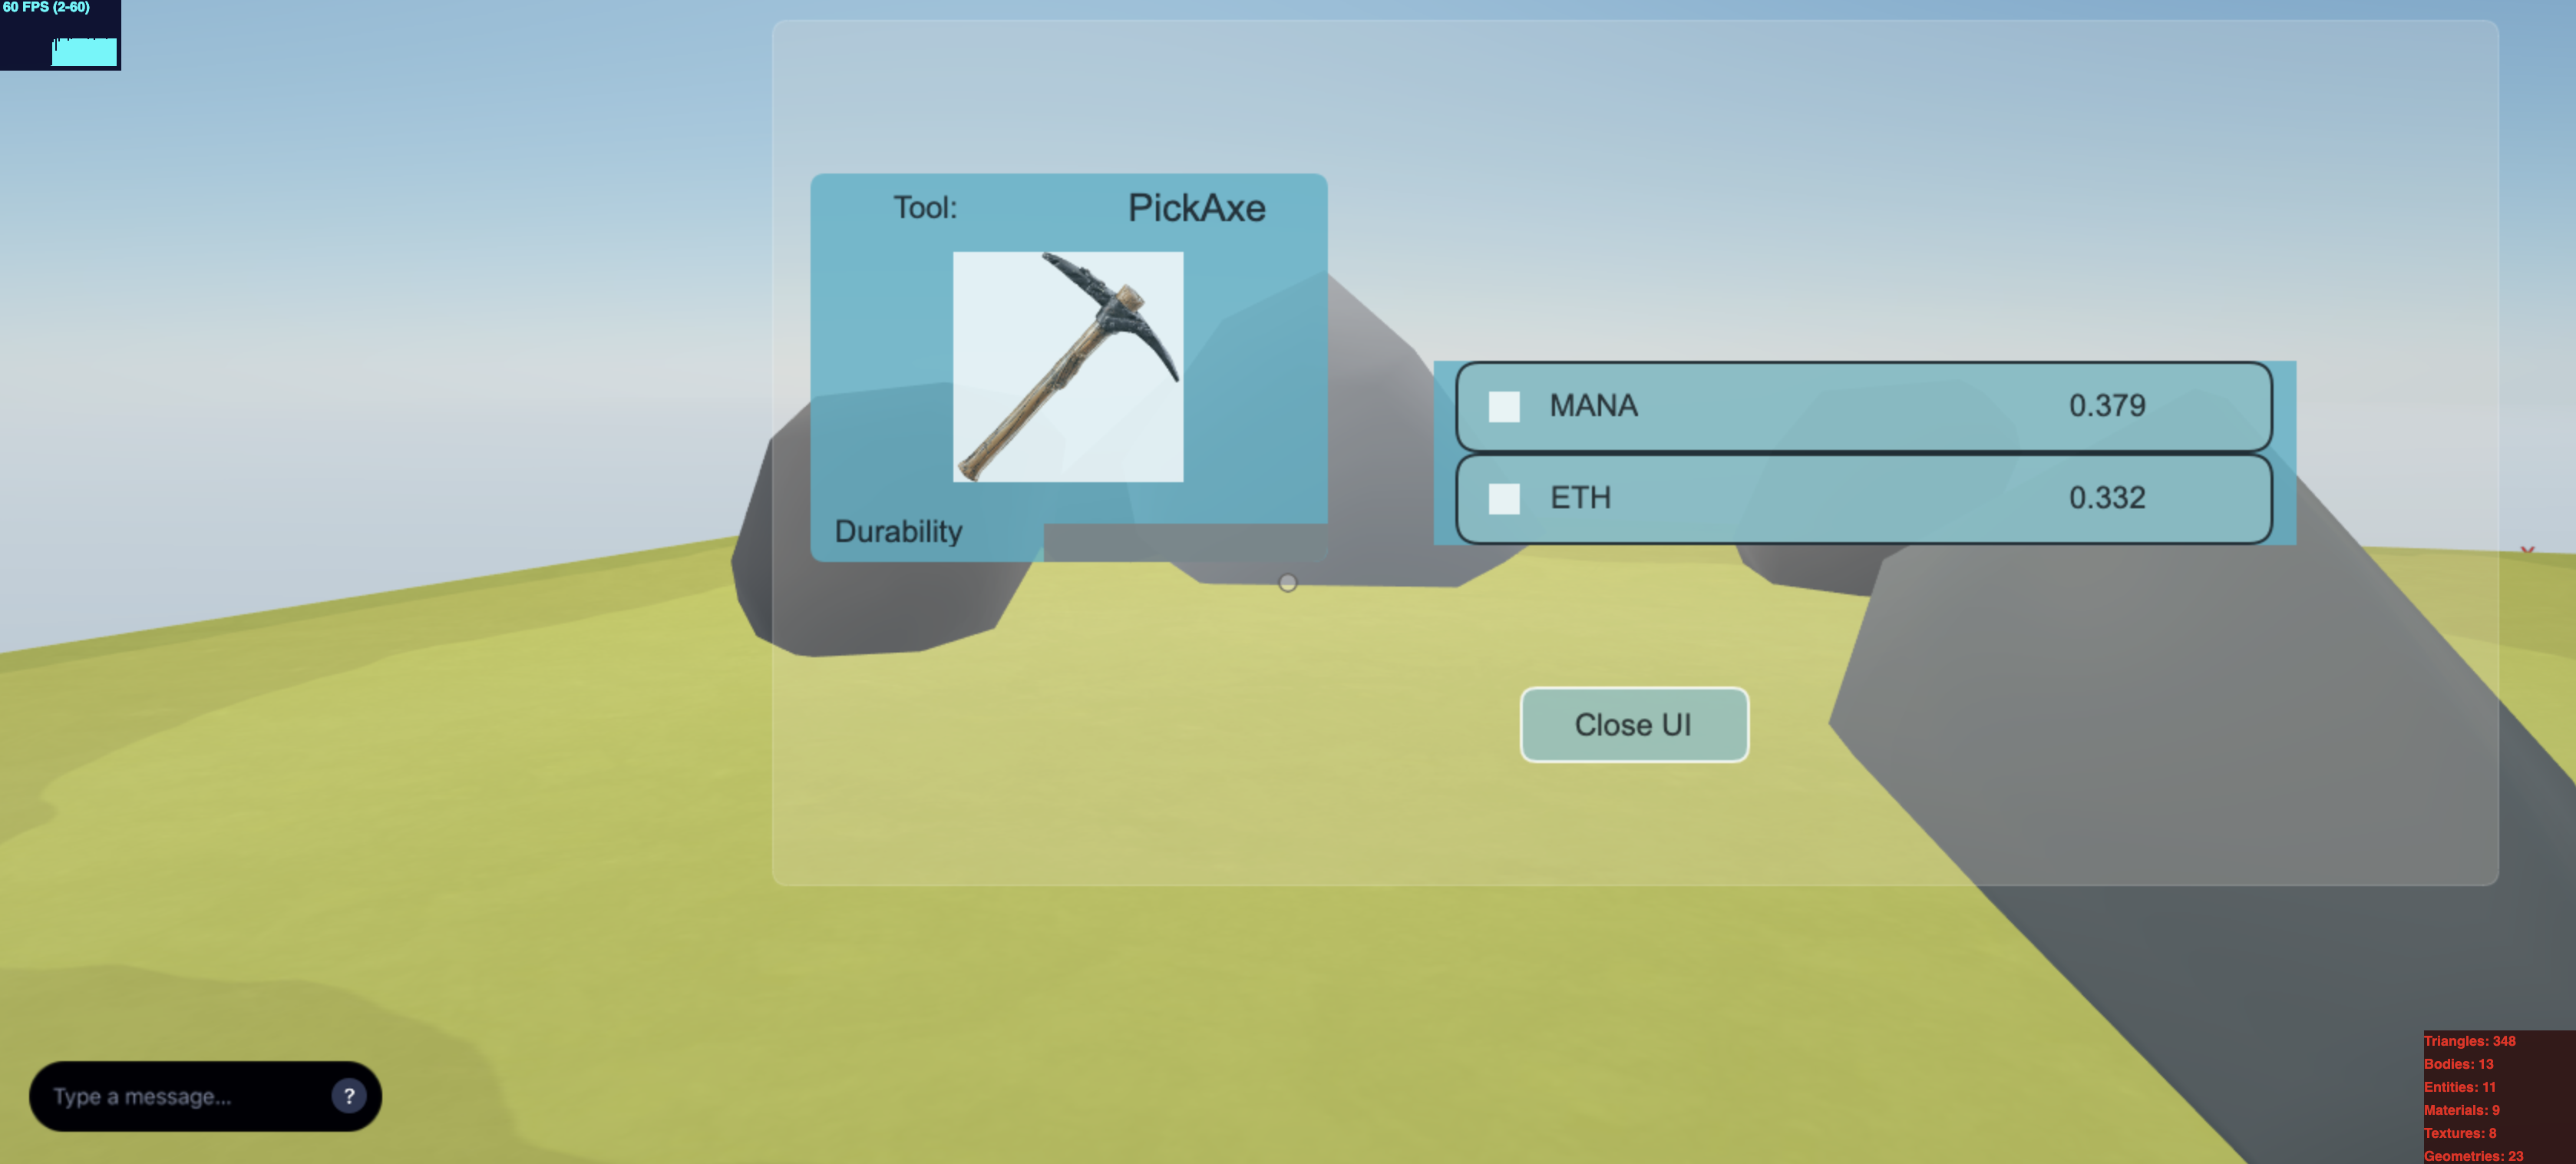 60 FPS (2-60)
Tool: PickAxe
Durability
MANA 0.379
ETH 0.332
x
Close UI
Type a message... ?
Triangles: 348
Bodies: 13
Entities: 11
Materials: 9
Textures: 8
Geometries: 23